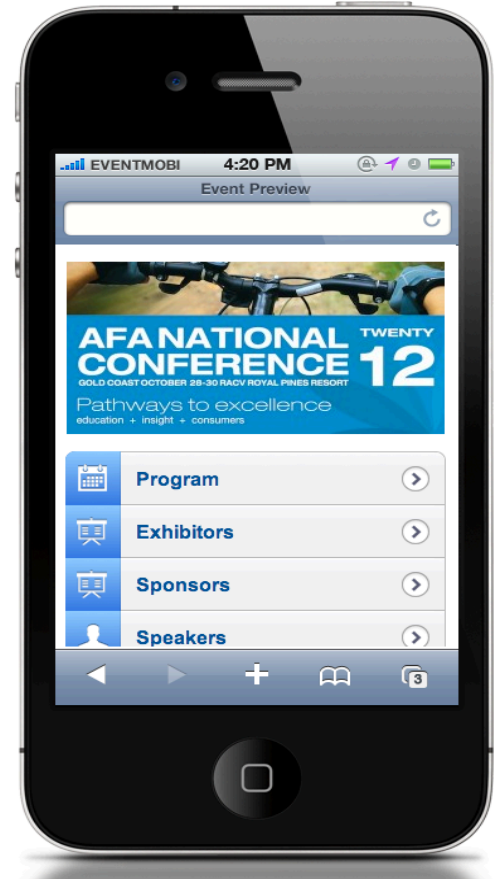 EVENTMOBI 4:20 PM
Event Preview
AFA NATIONAL TWENTY
CONFERENCE 12
GOLD COAST OCTOBER 28-30 RACV ROYAL PINES RESORT
Pathways to excellence
education + insight + consumers
Program
Exhibitors
Sponsors
Speakers
3